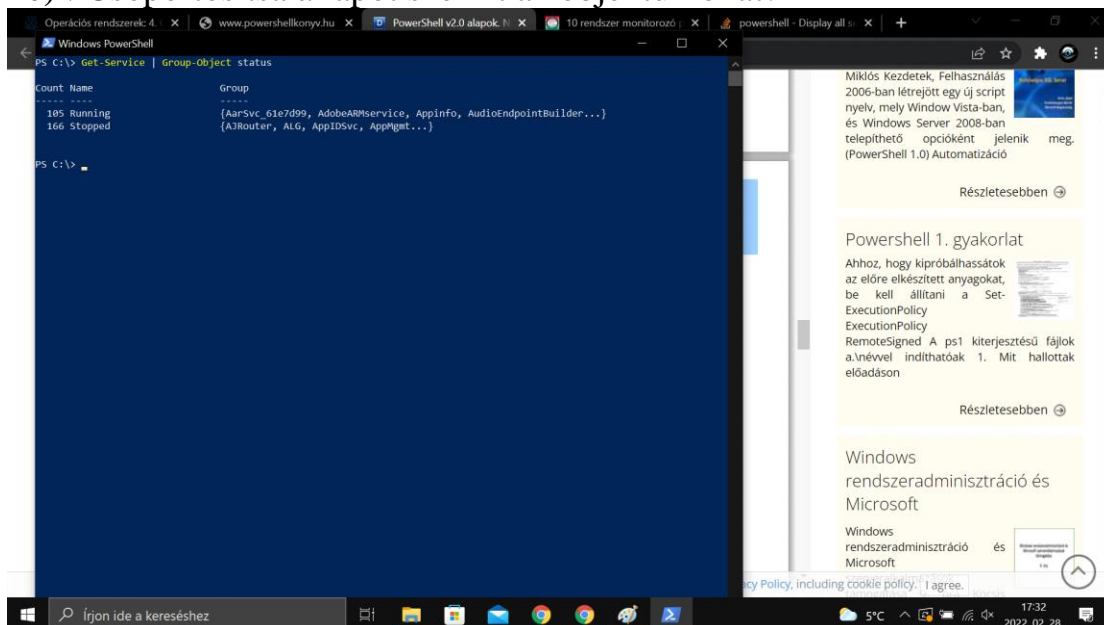 Operációs rendszerek: 4.
www.powershellkonyv.hu
PowerShell v2.0 alapok. N
10 rendszer monitorozó
powershell - Display all
Windows PowerShell
PS C:\> Get-Service | Group-Object status
Count Name Group
----- ---- -----
105 Running {AarSvc_61e7d99, AdobeARMservice, Appinfo, AudioEndpointBuilder...}
166 Stopped {AJRouter, ALG, AppIDSvc, AppMgmt...}
PS C:\>
Miklós Kezdetek, Felhasználás
2006-ban létrejött egy új script
nyelv, mely Window Vista-ban,
és Windows Server 2008-ban
telepíthető opcióként jelenik meg.
(PowerShell 1.0) Automatizáció
Részletesebben
Powershell 1. gyakorlat
Ahhoz, hogy kipróbálhassátok
az előre elkészített anyagokat,
be kell állítani a Set-
ExecutionPolicy
ExecutionPolicy
RemoteSigned A ps1 kiterjesztésű fájlok
a.\névvel indíthatóak 1. Mit hallottak
előadáson
Részletesebben
Windows
rendszeradminisztráció és
Microsoft
Windows
rendszeradminisztráció és
Microsoft
acy Policy, including cookie policy. I agree.
Írjon ide a kereséshez
5°C
17:32
2022. 02. 28.